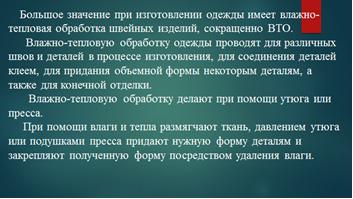 Большое значение при изготовлении одежды имеет влажно-
тепловая обработка швейных изделий, сокращенно ВТО.
Влажно-тепловую обработку одежды проводят для различных
швов и деталей в процессе изготовления, для соединения деталей
клеем, для придания объемной формы некоторым деталям, а
также для конечной отделки.
Влажно-тепловую обработку делают при помощи утюга или
пресса.
При помощи влаги и тепла размягчают ткань, давлением утюга
или подушками пресса придают нужную форму деталям и
закрепляют полученную форму посредством удаления влаги.